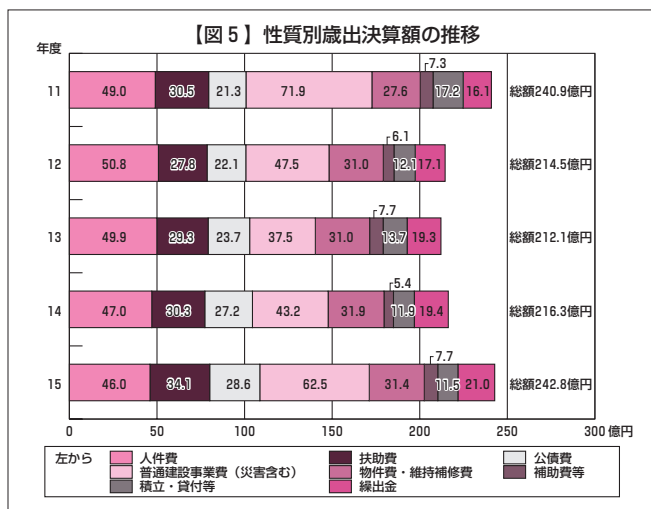 【図5】性質別歳出決算額の推移
年度
7.3
11 49.0 30.5 21.3 71.9 27.6 17.2 16.1 総額240.9億円
6.1
12 50.8 27.8 22.1 47.5 31.0 12.1 17.1 総額214.5億円
7.7
13 49.9 29.3 23.7 37.5 31.0 13.7 19.3 総額212.1億円
5.4
14 47.0 30.3 27.2 43.2 31.9 11.9 19.4 総額216.3億円
7.7
15 46.0 34.1 28.6 62.5 31.4 11.5 21.0 総額242.8億円
0 50 100 150 200 250 300 億円
左から 人件費 扶助費 公債費
普通建設事業費（災害含む） 物件費・維持補修費 補助費等
積立・貸付等 繰出金